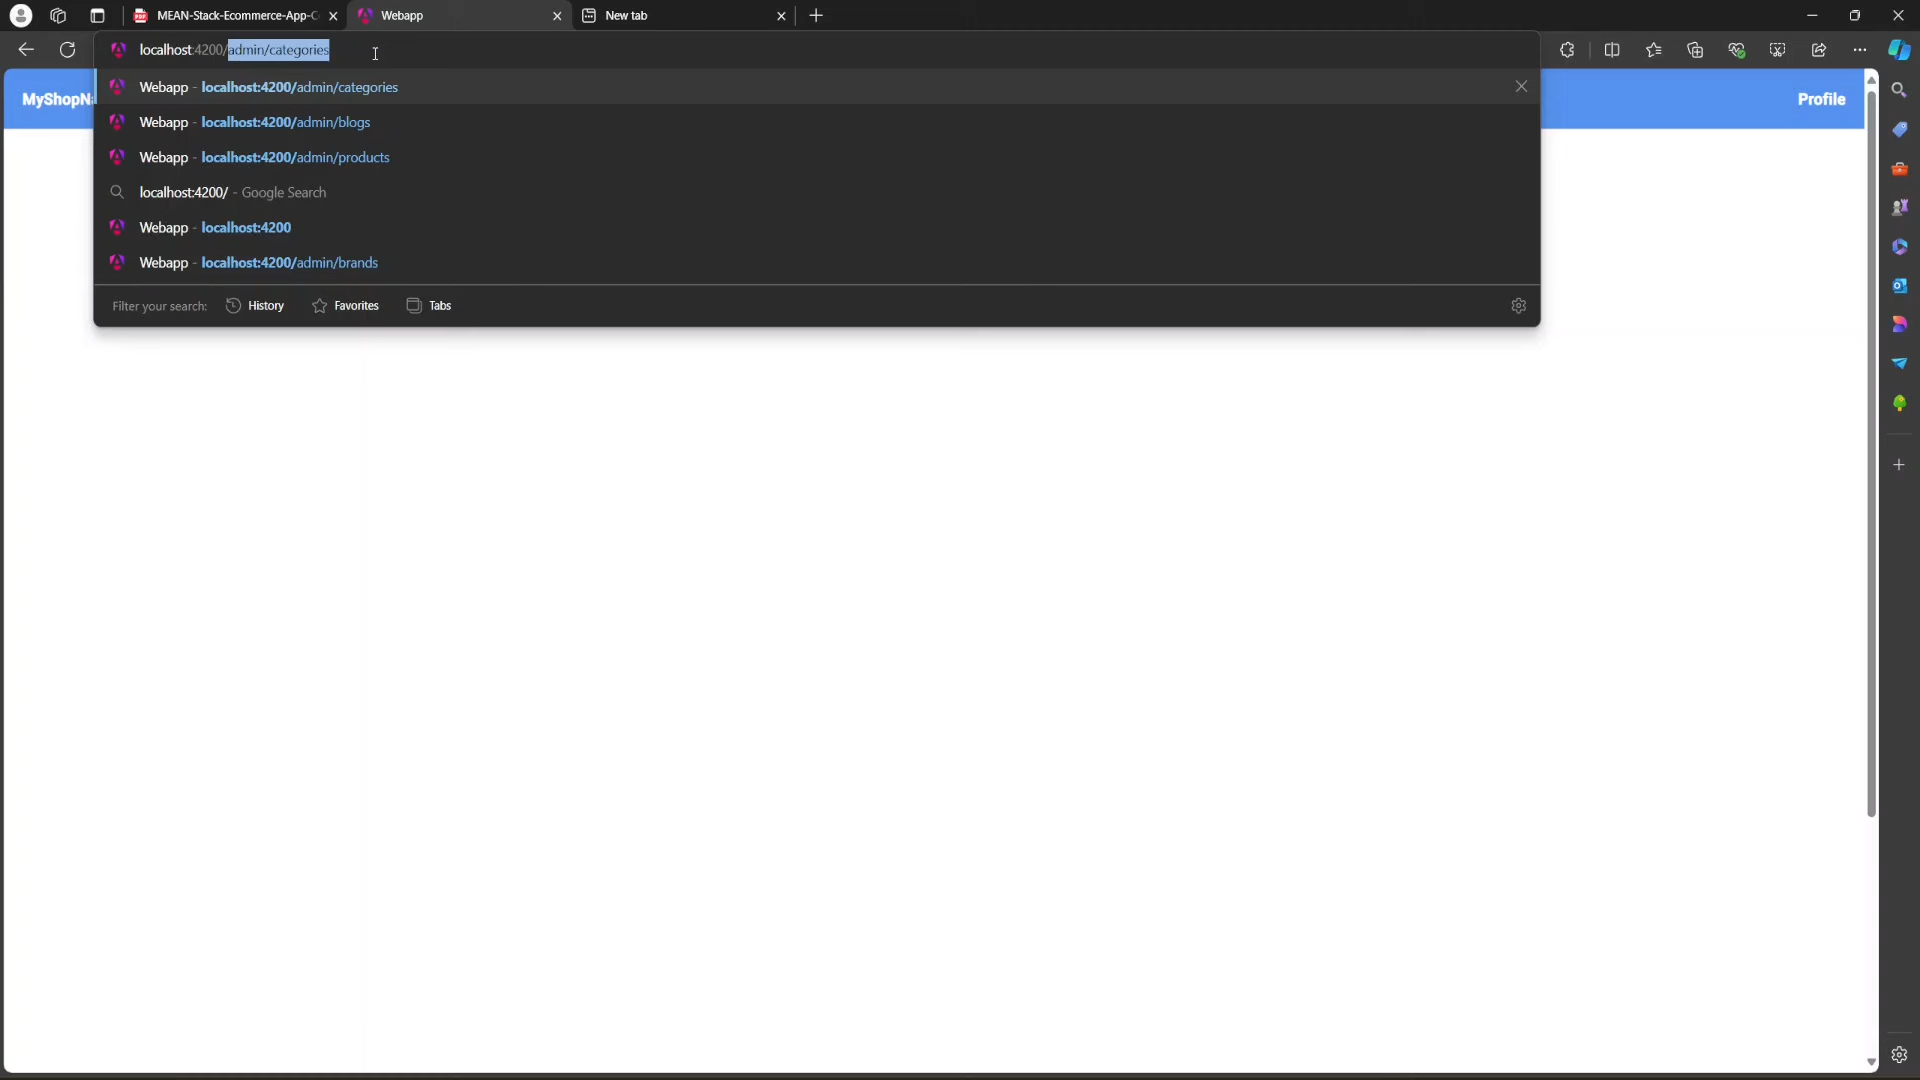 MEAN-Stack-Ecommerce-App-C
Webapp
New tab
localhost:4200/admin/categories
Webapp - localhost:4200/admin/categories
MyShopNa
Profile
Webapp - localhost:4200/admin/blogs
Webapp - localhost:4200/admin/products
localhost:4200/ - Google Search
Webapp - localhost:4200
Webapp - localhost:4200/admin/brands
Filter your search: History Favorites Tabs